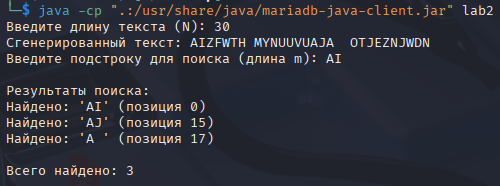 └─$ java -cp ".:/usr/share/java/mariadb-java-client.jar" lab2
Введите длину текста (N): 30
Сгенерированный текст: AIZFWTH MYNUUVUAJA  OTJEZNJWDN
Введите подстроку для поиска (длина m): AI

Результаты поиска:
Найдено: 'AI' (позиция 0)
Найдено: 'AJ' (позиция 15)
Найдено: 'A ' (позиция 17)

Всего найдено: 3